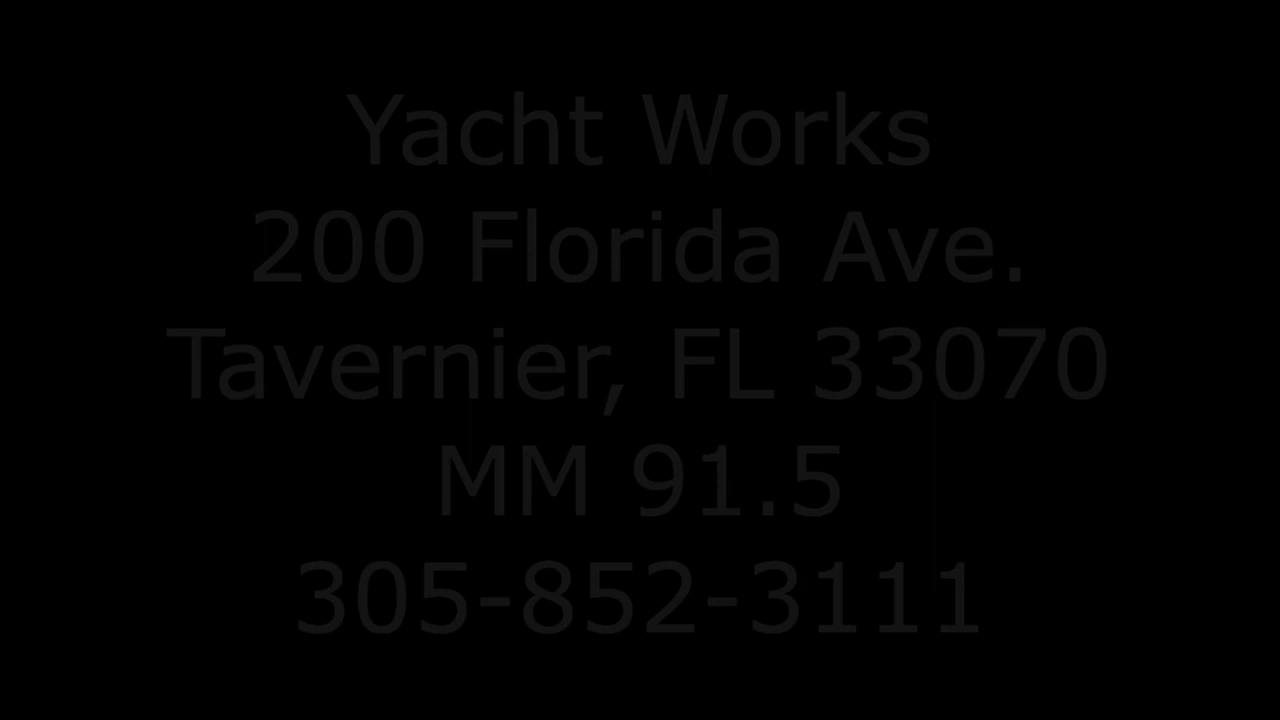 Yacht Works
200 Florida Ave.
Tavernier, FL 33070
MM 91.5
305-852-3111